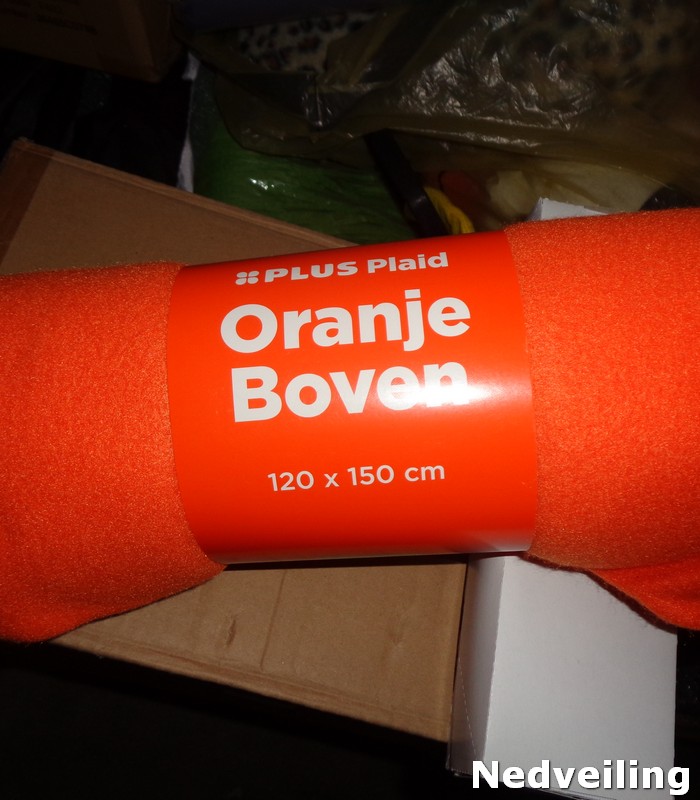 PLUS Plaid
Oranje
Boven
120 x 150 cm
Nedveiling